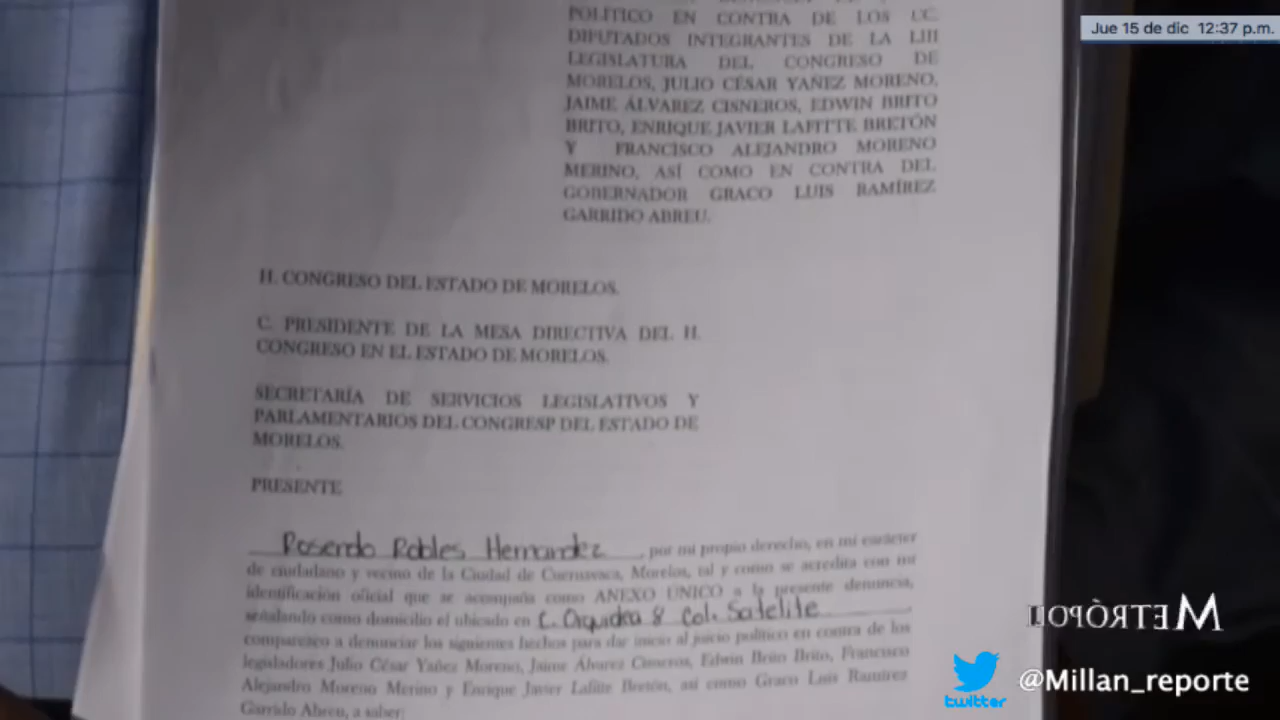 POLÍTICO EN CONTRA DE LOS CC.
DIPUTADOS INTEGRANTES DE LA LIII
LEGISLATURA DEL CONGRESO DE
MORELOS, JULIO CÉSAR YAÑEZ MORENO,
JAIME ÁLVAREZ CISNEROS, EDWIN BRITO
BRITO, ENRIQUE JAVIER LAFITTE BRETÓN
Y FRANCISCO ALEJANDRO MORENO
MERINO, ASÍ COMO EN CONTRA DEL
GOBERNADOR GRACO LUIS RAMÍREZ
GARRIDO ABREU.
H. CONGRESO DEL ESTADO DE MORELOS.
C. PRESIDENTE DE LA MESA DIRECTIVA DEL H.
CONGRESO EN EL ESTADO DE MORELOS.
SECRETARÍA DE SERVICIOS LEGISLATIVOS Y
PARLAMENTARIOS DEL CONGRESP DEL ESTADO DE
MORELOS.
PRESENTE
Rosendo Robles Hernandez, por mi propio derecho, en mi carácter
de ciudadano y vecino de la Ciudad de Cuernavaca, Morelos, tal y como se acredita con mi
identificación oficial que se acompaña como ANEXO ÚNICO a la presente denuncia,
señalando como domicilio el ubicado en C. Orquidea 8 Col. Satelite
comparezco a denunciar los siguientes hechos para dar inicio al juicio político en contra de los
legisladores Julio César Yañez Moreno, Jaime Álvarez Cisneros, Edwin Brito Brito, Francisco
Alejandro Moreno Merino y Enrique Javier Lafitte Bretón, así como Graco Luis Ramírez
Garrido Abreu, a saber:
Jue 15 de dic 12:37 p.m.
METRÓPOLI
twitter
@Millan_reporte